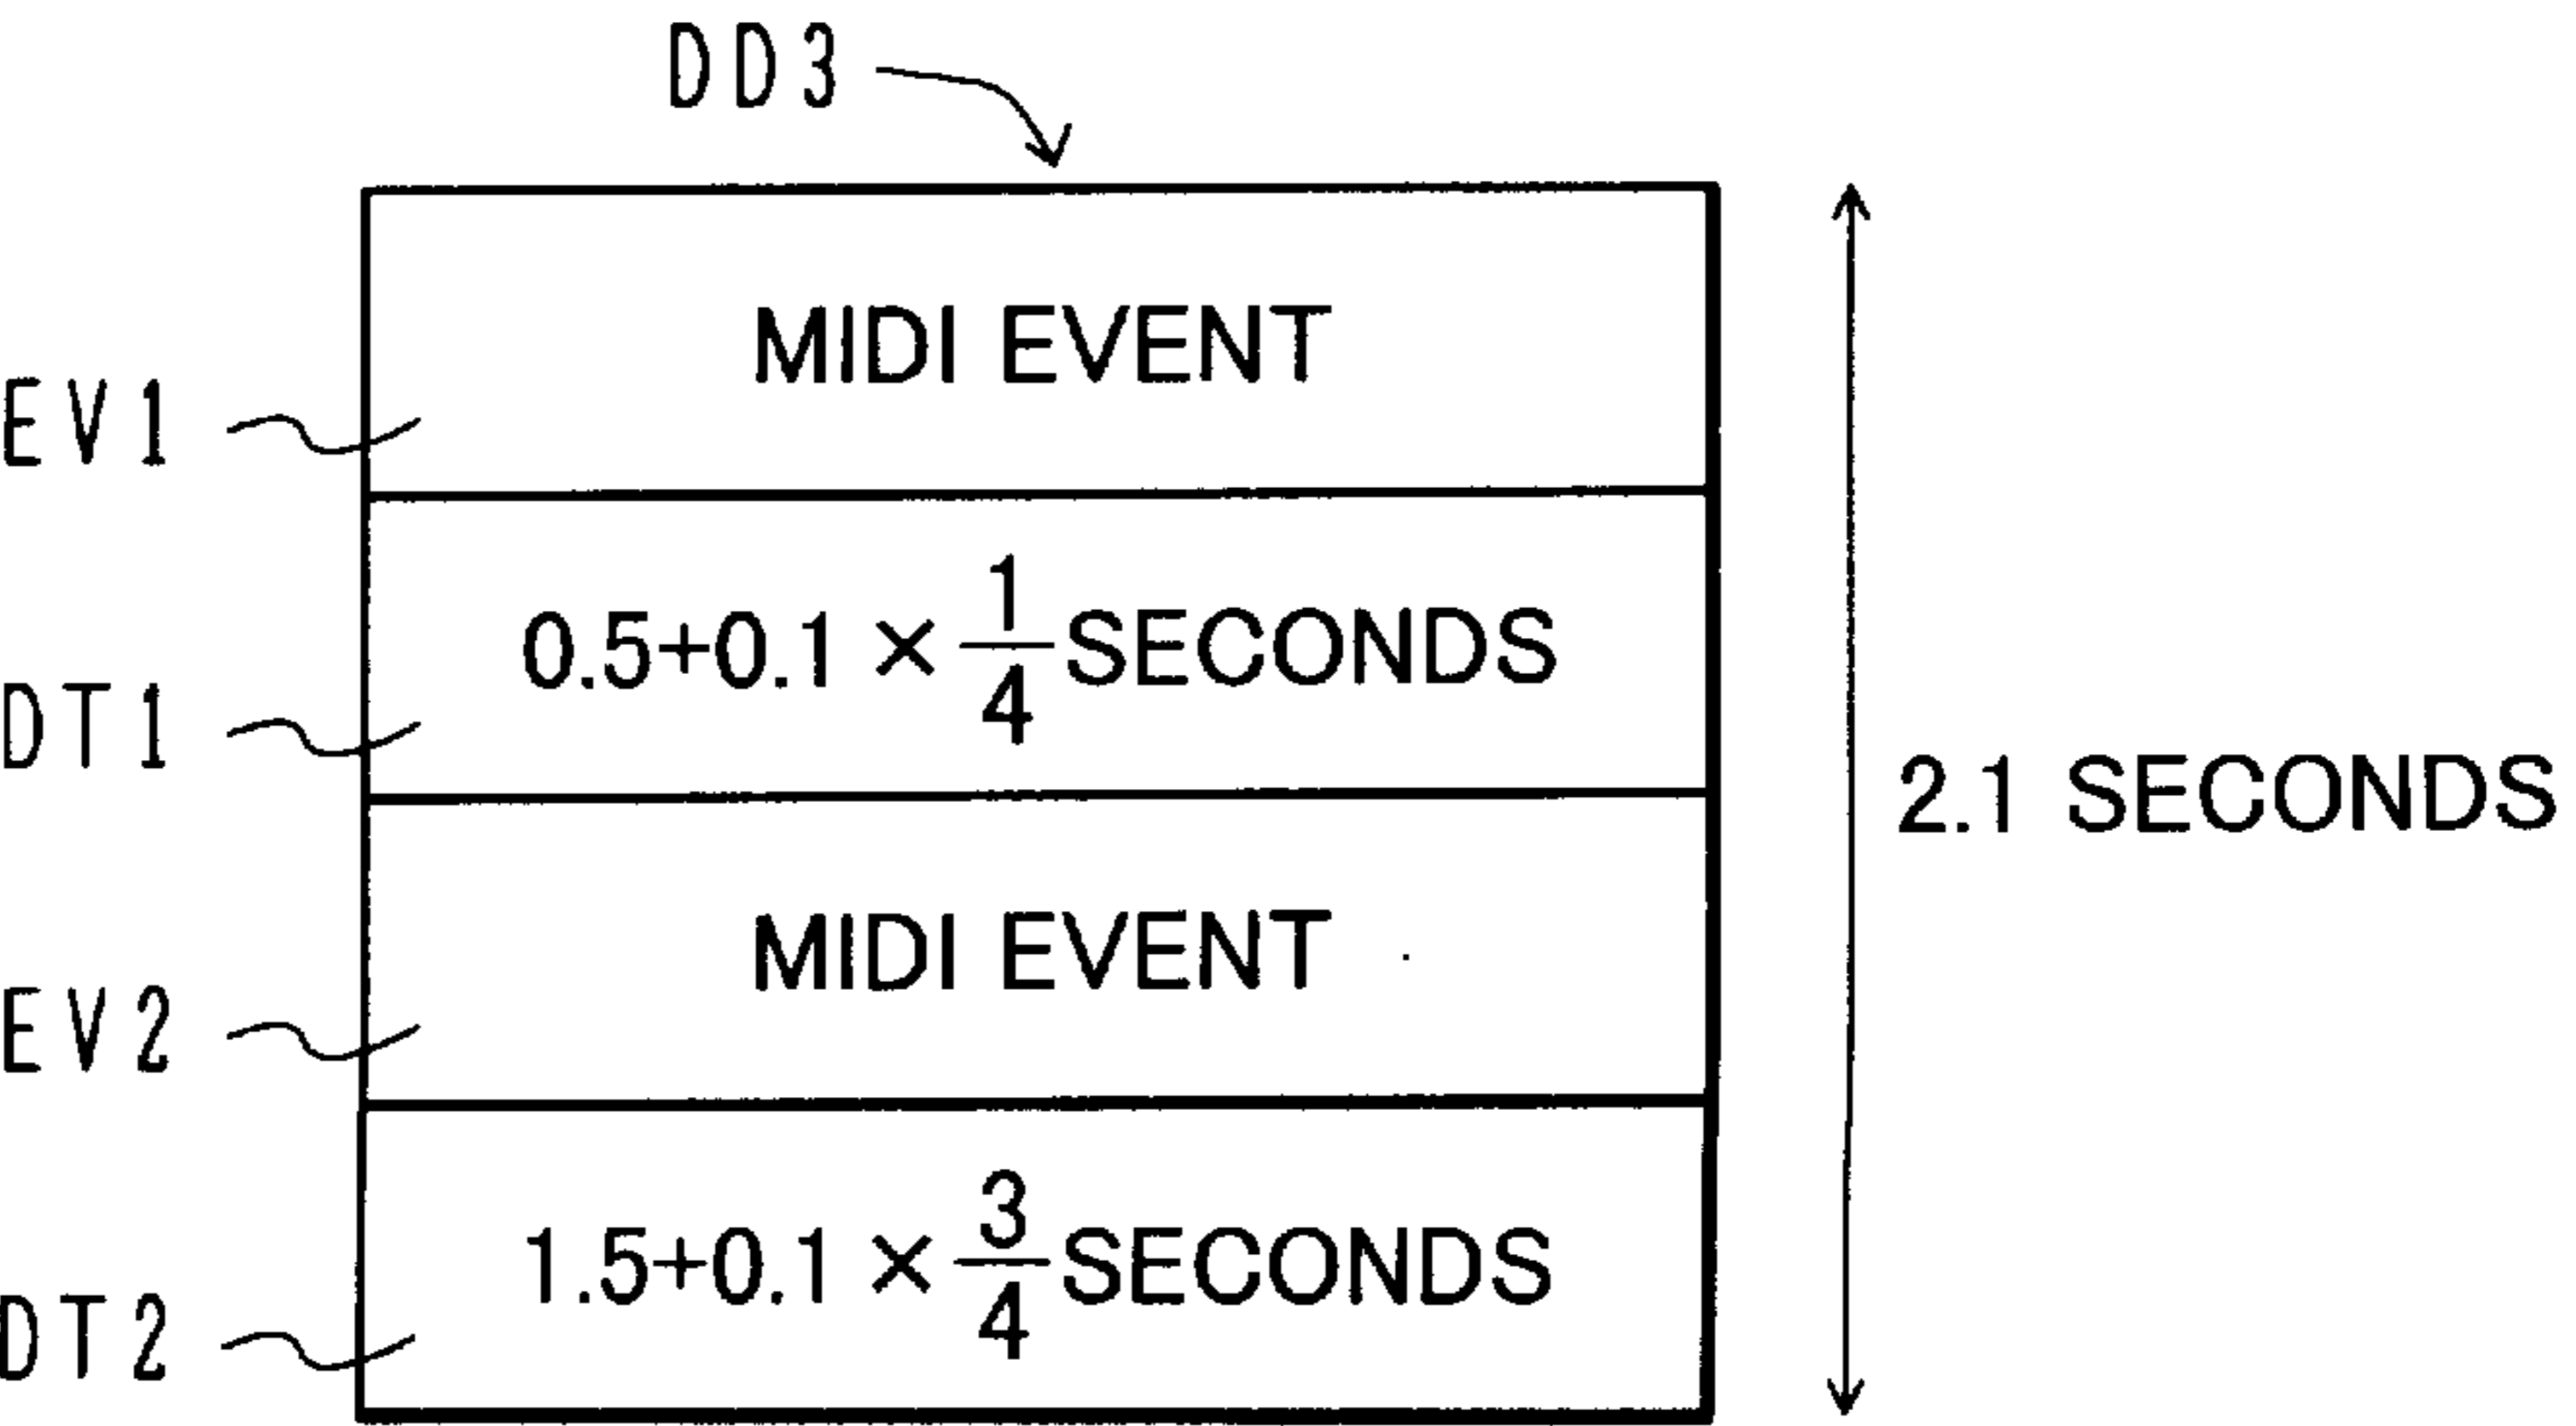 DD3
MIDI EVENT
EV1
0.5+0.1 × 1/4 SECONDS
DT1
2.1 SECONDS
MIDI EVENT
EV2
1.5+0.1 × 3/4 SECONDS
DT2